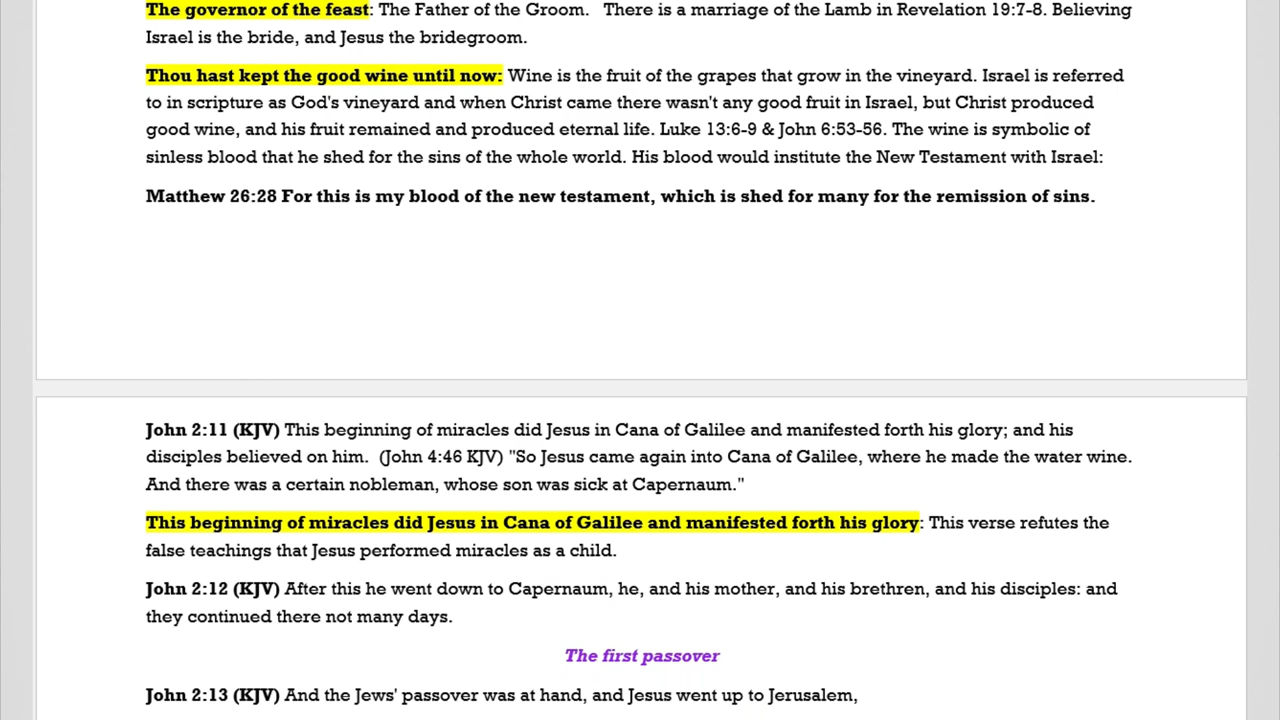 The governor of the feast: The Father of the Groom.   There is a marriage of the Lamb in Revelation 19:7-8. Believing
Israel is the bride, and Jesus the bridegroom.
Thou hast kept the good wine until now: Wine is the fruit of the grapes that grow in the vineyard. Israel is referred
to in scripture as God's vineyard and when Christ came there wasn't any good fruit in Israel, but Christ produced
good wine, and his fruit remained and produced eternal life. Luke 13:6-9 & John 6:53-56. The wine is symbolic of
sinless blood that he shed for the sins of the whole world. His blood would institute the New Testament with Israel:
Matthew 26:28 For this is my blood of the new testament, which is shed for many for the remission of sins.
John 2:11 (KJV) This beginning of miracles did Jesus in Cana of Galilee and manifested forth his glory; and his
disciples believed on him.  (John 4:46 KJV) "So Jesus came again into Cana of Galilee, where he made the water wine.
And there was a certain nobleman, whose son was sick at Capernaum."
This beginning of miracles did Jesus in Cana of Galilee and manifested forth his glory: This verse refutes the
false teachings that Jesus performed miracles as a child.
John 2:12 (KJV) After this he went down to Capernaum, he, and his mother, and his brethren, and his disciples: and
they continued there not many days.
The first passover
John 2:13 (KJV) And the Jews' passover was at hand, and Jesus went up to Jerusalem,